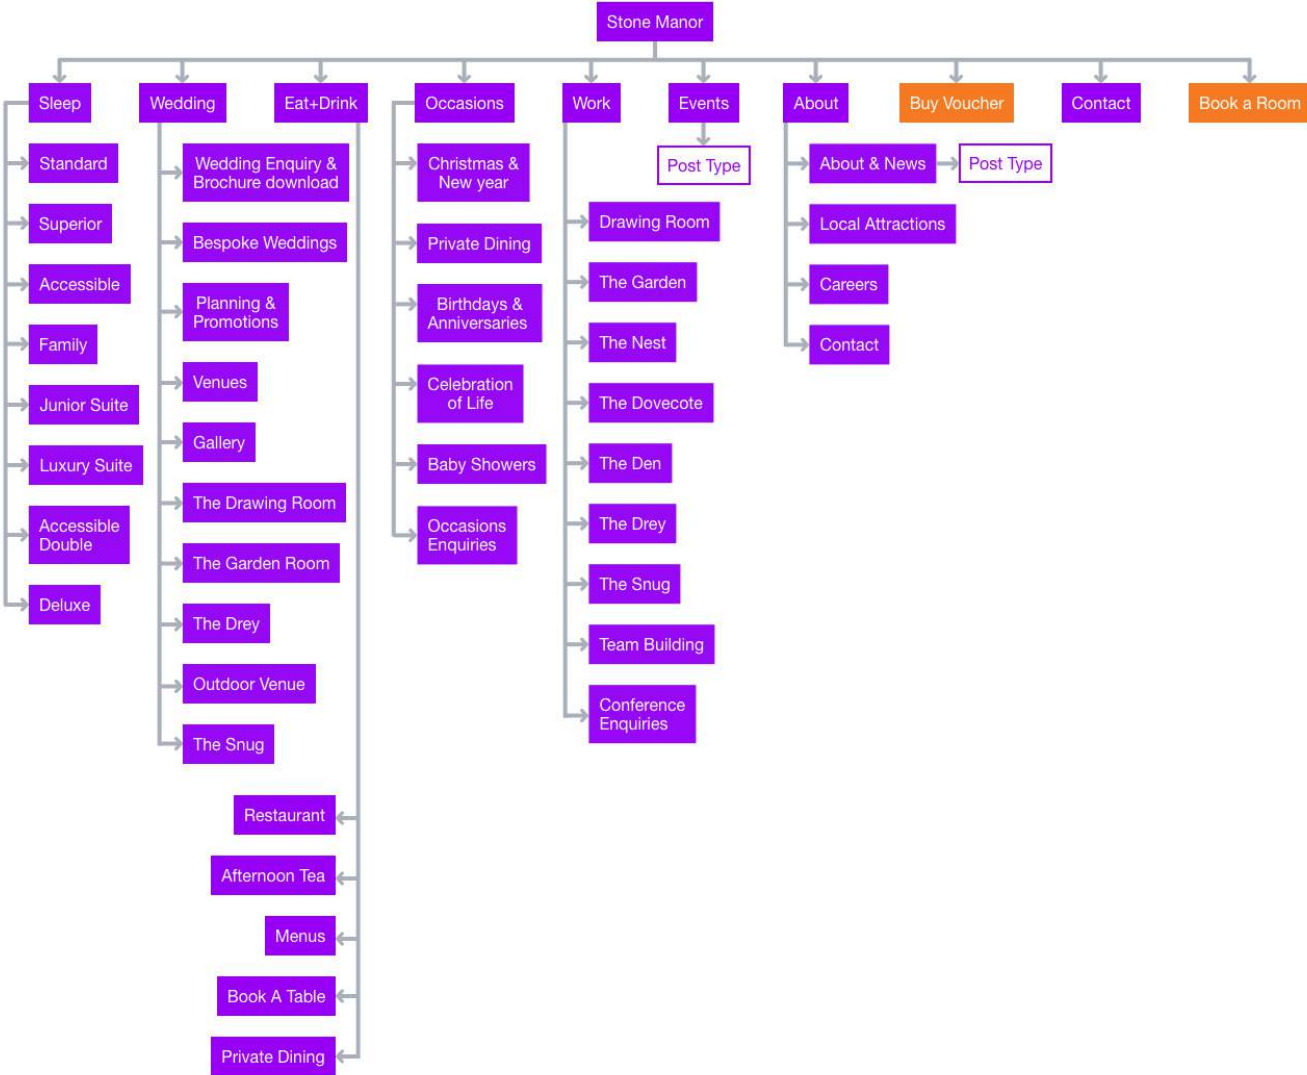 Stone Manor
Sleep
Wedding
Eat+Drink
Occasions
Work
Events
About
Buy Voucher
Contact
Book a Room
Standard
Superior
Accessible
Family
Junior Suite
Luxury Suite
Accessible
Double
Deluxe
Wedding Enquiry &
Brochure download
Bespoke Weddings
Planning &
Promotions
Venues
Gallery
The Drawing Room
The Garden Room
The Drey
Outdoor Venue
The Snug
Restaurant
Afternoon Tea
Menus
Book A Table
Private Dining
Christmas &
New year
Private Dining
Birthdays &
Anniversaries
Celebration
of Life
Baby Showers
Occasions
Enquiries
Drawing Room
The Garden
The Nest
The Dovecote
The Den
The Drey
The Snug
Team Building
Conference
Enquiries
Post Type
About & News
Post Type
Local Attractions
Careers
Contact